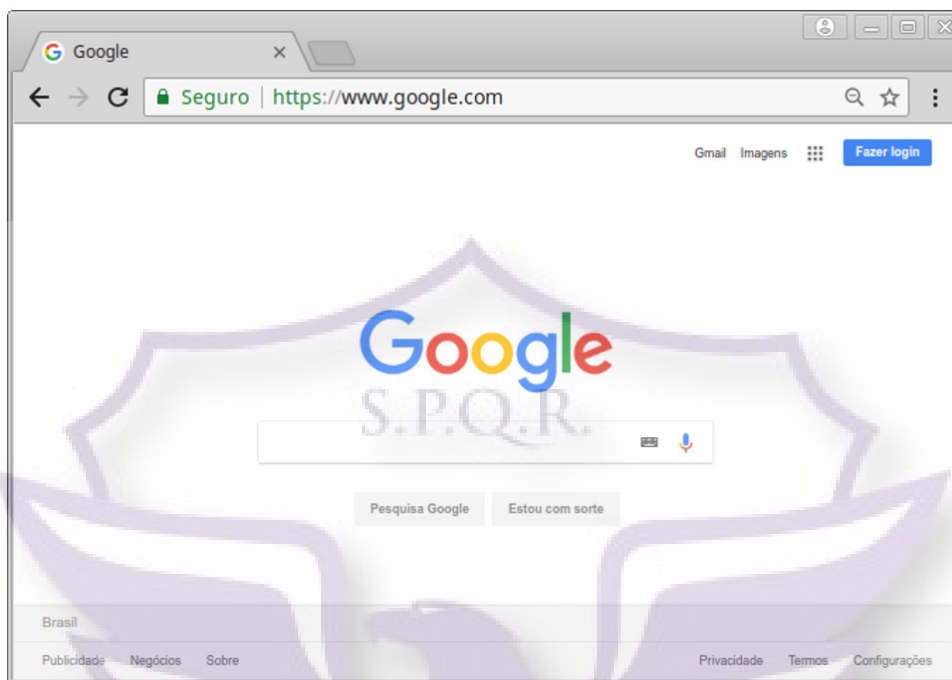 Google
Seguro https://www.google.com
Gmail Imagens Fazer login
Google
S.P.Q.R.
Pesquisa Google Estou com sorte
Brasil
Publicidade Negócios Sobre Privacidade Termos Configurações